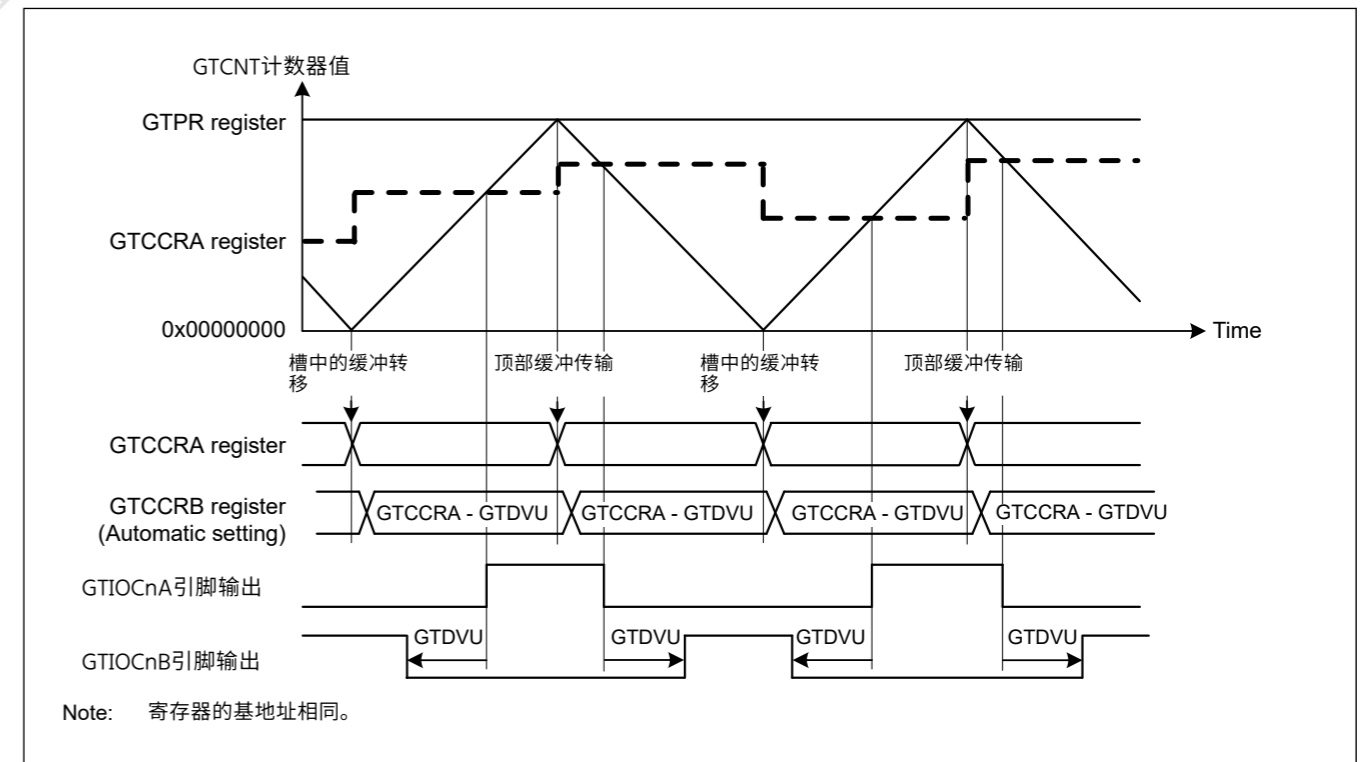 GTCNT计数器值
GTPR register
GTCCRA register
0x00000000
Time
槽中的缓冲转
移
顶部缓冲传输
槽中的缓冲转
移
顶部缓冲传输
GTCCRA register
GTCCRB register
(Automatic setting)
GTCCRA - GTDVU
GTCCRA - GTDVU
GTCCRA - GTDVU
GTCCRA - GTDVU
GTIOCnA引脚输出
GTIOCnB引脚输出
GTDVU
GTDVU
GTDVU
GTDVU
Note: 寄存器的基地址相同。